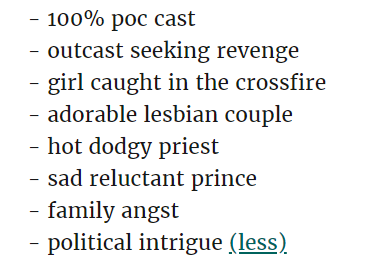 - 100% poc cast
- outcast seeking revenge
- girl caught in the crossfire
- adorable lesbian couple
- hot dodgy priest
- sad reluctant prince
- family angst
- political intrigue (less)